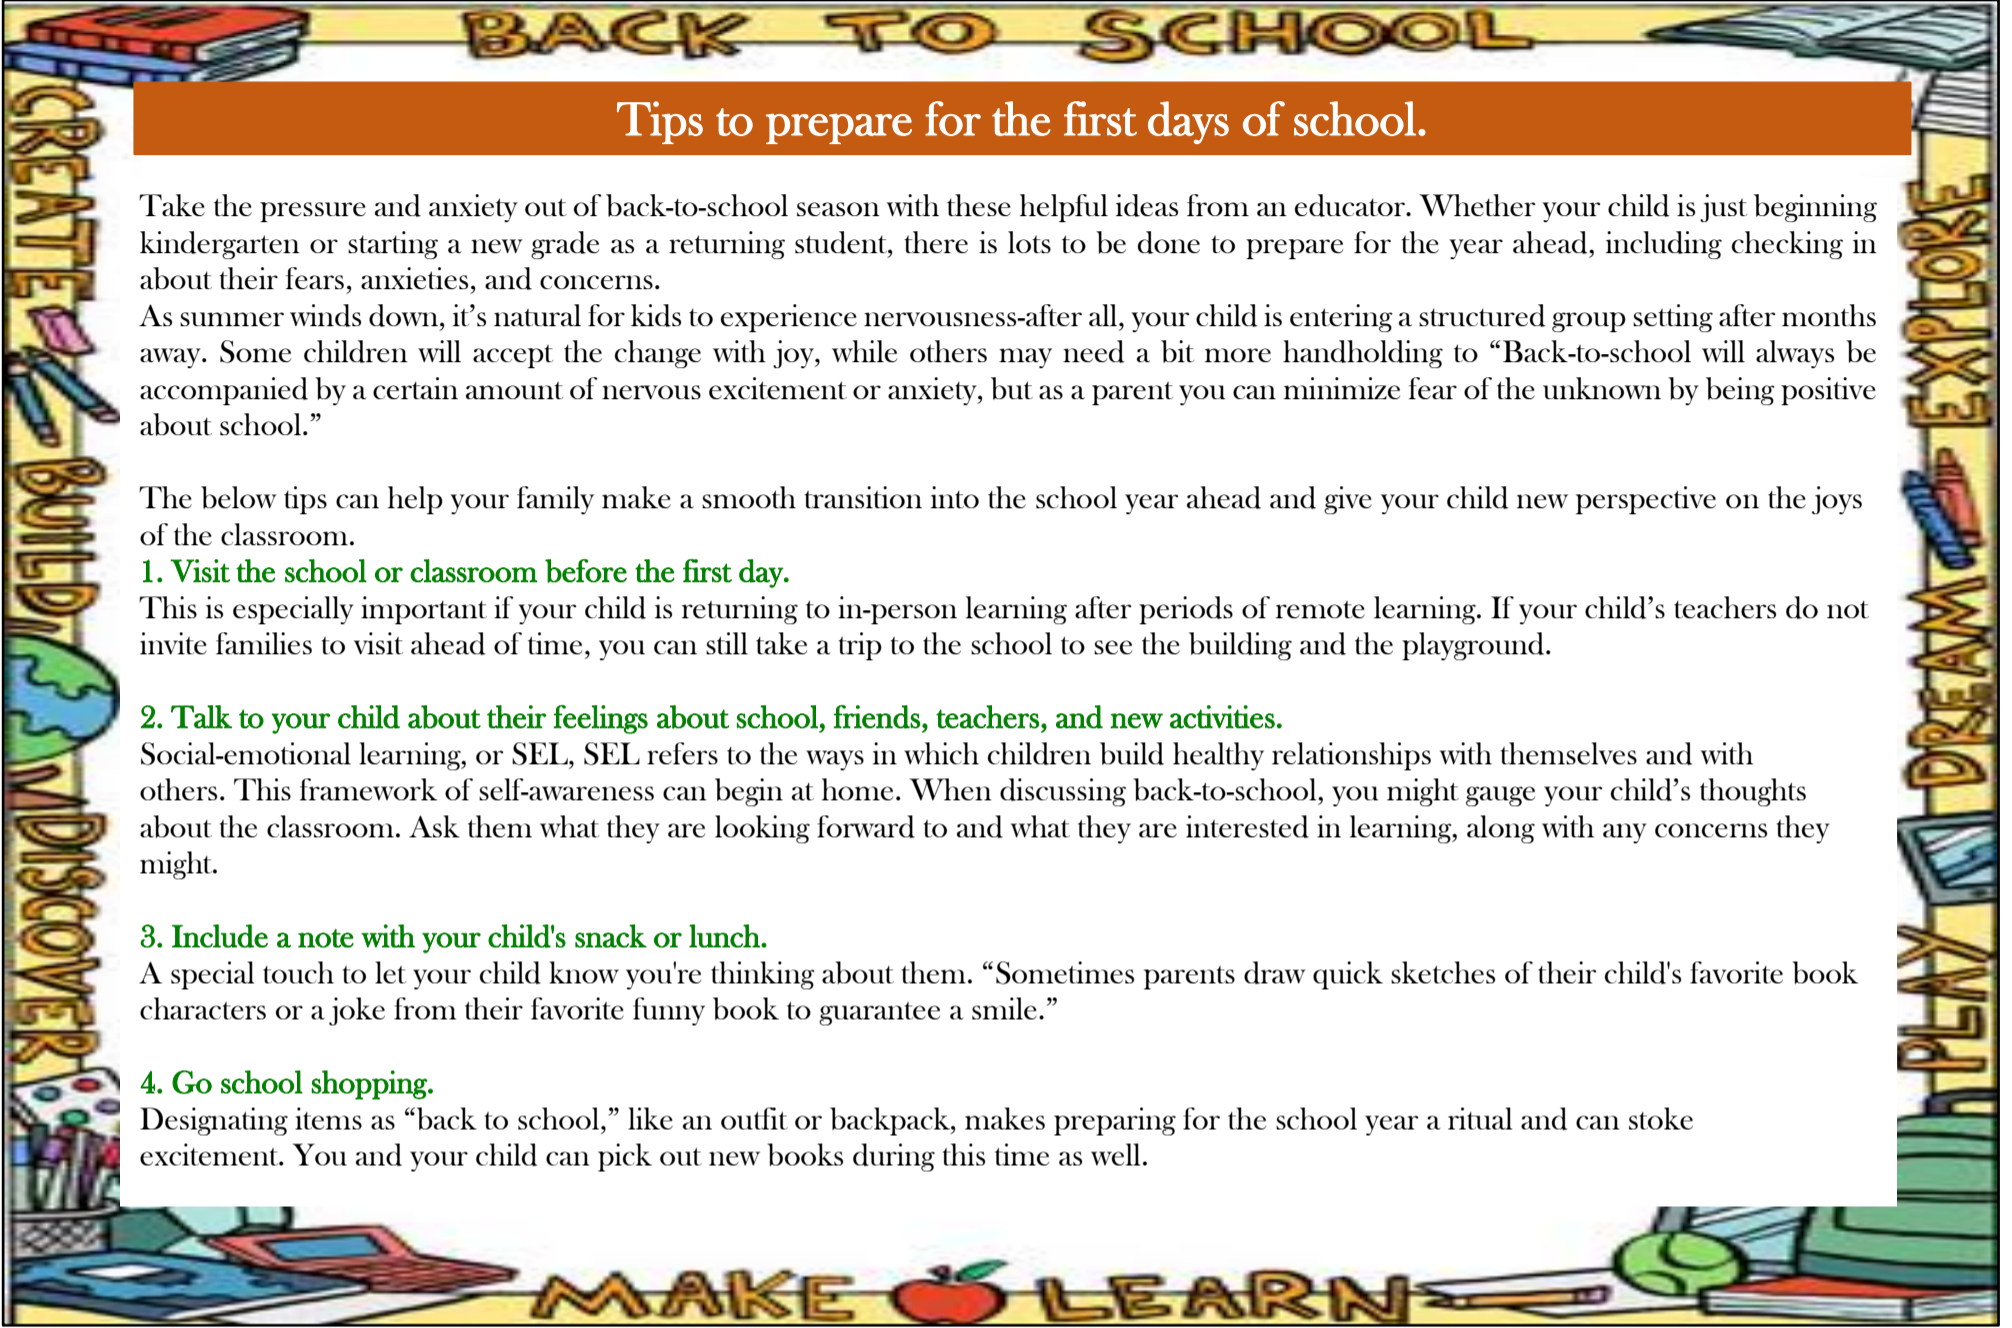 BACK TO SCHOOL
CREATE
BUILD
DISCOVER
Tips to prepare for the first days of school.
Take the pressure and anxiety out of back-to-school season with these helpful ideas from an educator. Whether your child is just beginning
kindergarten or starting a new grade as a returning student, there is lots to be done to prepare for the year ahead, including checking in
about their fears, anxieties, and concerns.
As summer winds down, it’s natural for kids to experience nervousness-after all, your child is entering a structured group setting after months
away. Some children will accept the change with joy, while others may need a bit more handholding to “Back-to-school will always be
accompanied by a certain amount of nervous excitement or anxiety, but as a parent you can minimize fear of the unknown by being positive
about school.”
The below tips can help your family make a smooth transition into the school year ahead and give your child new perspective on the joys
of the classroom.
1. Visit the school or classroom before the first day.
This is especially important if your child is returning to in-person learning after periods of remote learning. If your child’s teachers do not
invite families to visit ahead of time, you can still take a trip to the school to see the building and the playground.
2. Talk to your child about their feelings about school, friends, teachers, and new activities.
Social-emotional learning, or SEL, SEL refers to the ways in which children build healthy relationships with themselves and with
others. This framework of self-awareness can begin at home. When discussing back-to-school, you might gauge your child’s thoughts
about the classroom. Ask them what they are looking forward to and what they are interested in learning, along with any concerns they
might.
3. Include a note with your child's snack or lunch.
A special touch to let your child know you're thinking about them. “Sometimes parents draw quick sketches of their child's favorite book
characters or a joke from their favorite funny book to guarantee a smile.”
4. Go school shopping.
Designating items as “back to school,” like an outfit or backpack, makes preparing for the school year a ritual and can stoke
excitement. You and your child can pick out new books during this time as well.
EXPLORE
DREAM
PLAY
MAKE LEARN